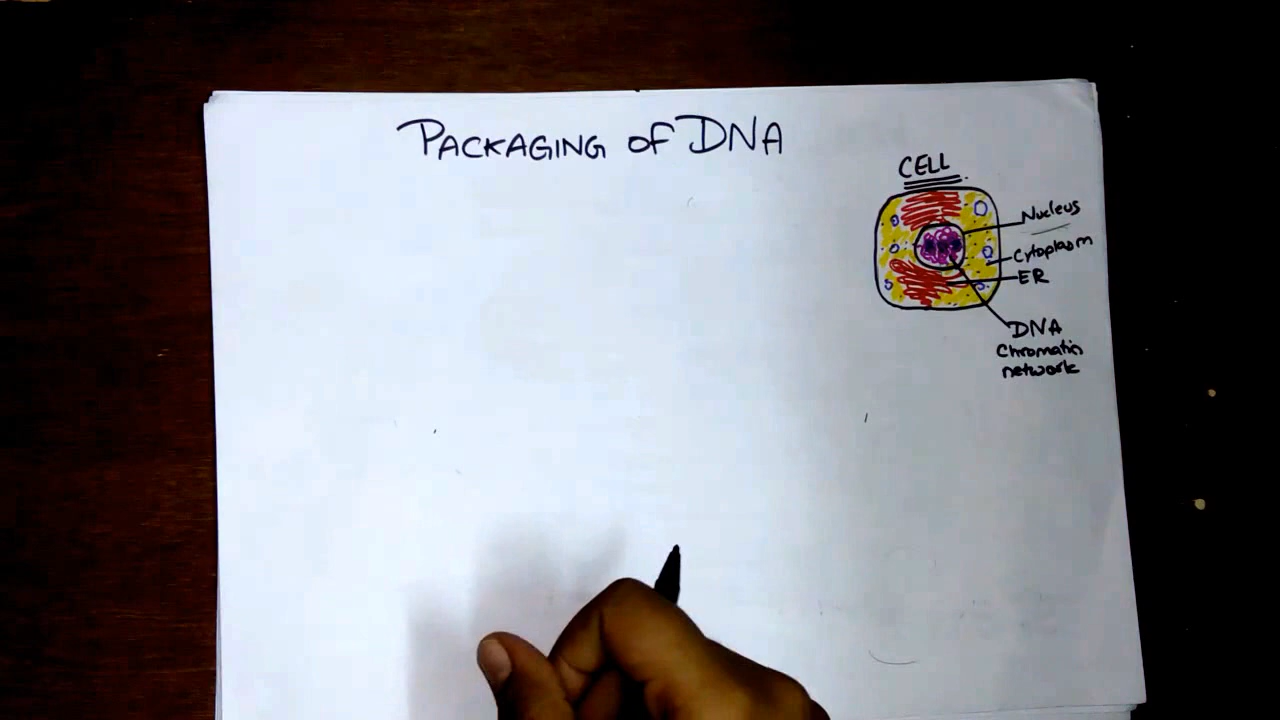 PACKAGING of DNA
CELL
Nucleus
Cytoplasm
ER
DNA
Chromatin
network